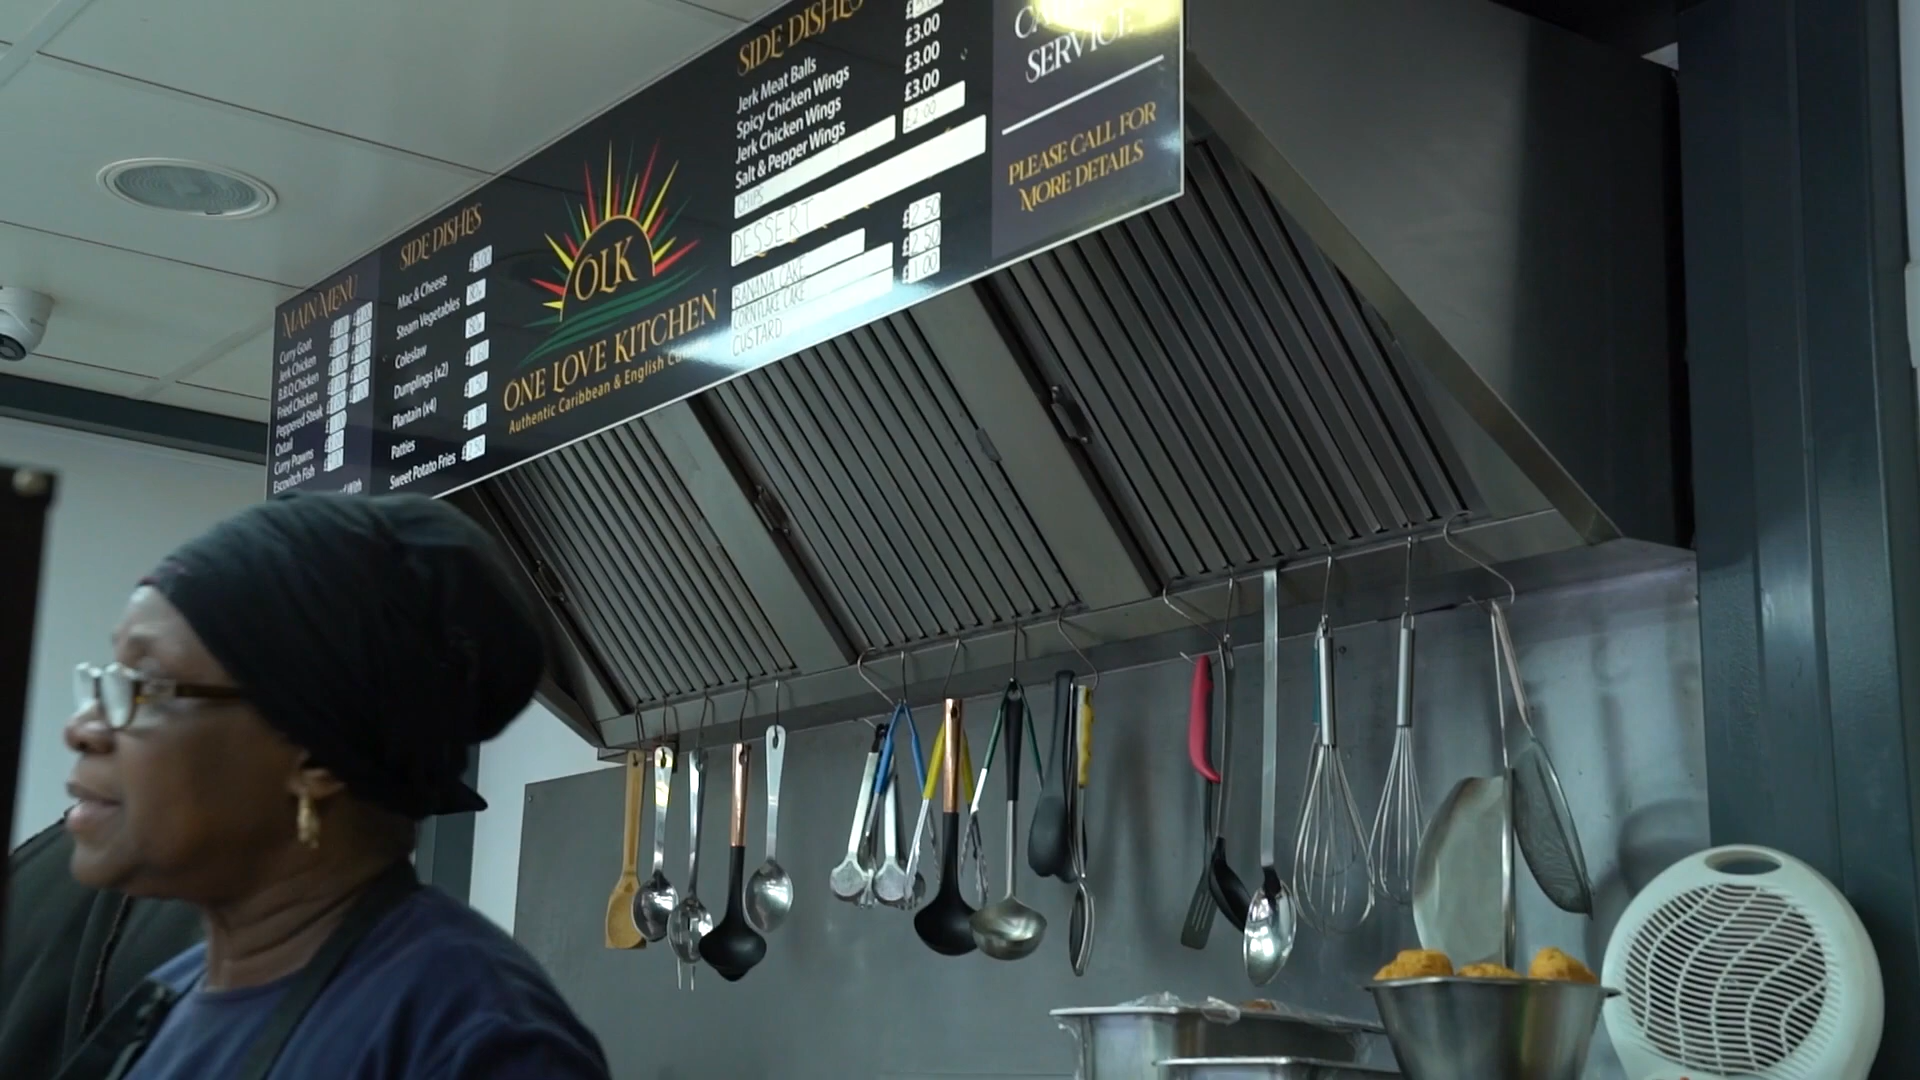 MAIN MENU
Curry Goat
Jerk Chicken
B.B.Q Chicken
Fried Chicken
Peppered Steak
Oxtail
Curry Prawns
Escovitch Fish
With
SIDE DISHES
Mac & Cheese
Steam Vegetables
Coleslaw
Dumplings (x2)
Plantain (x4)
Patties
Sweet Potato Fries
OLK
ONE LOVE KITCHEN
Authentic Caribbean & English
SIDE DISHES
Jerk Meat Balls £3.00
Spicy Chicken Wings £3.00
Jerk Chicken Wings £3.00
Salt & Pepper Wings
CHIPS £2.00
DESSERT
BANANA CAKE £2.50
CORNFLAKE CAKE £2.50
CUSTARD £1.00
SERVICE
PLEASE CALL FOR
MORE DETAILS